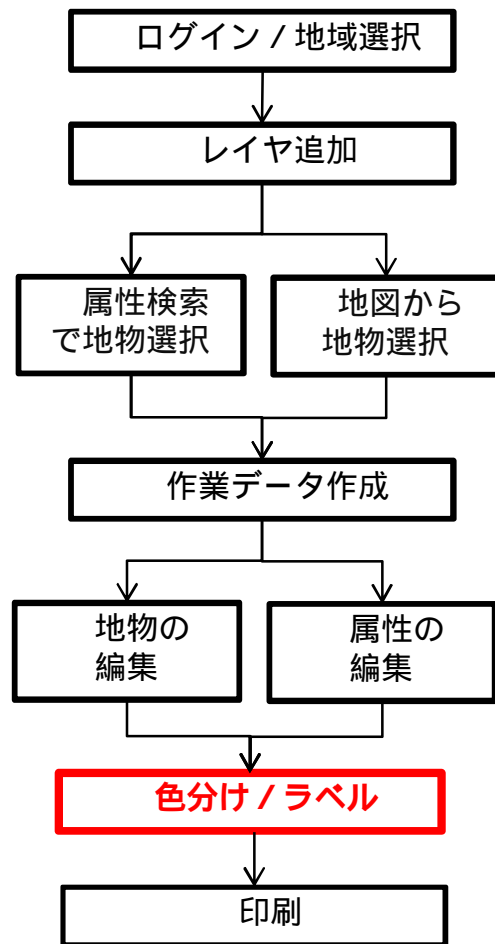 ログイン / 地域選択
レイヤ追加
属性検索
で地物選択
地図から
地物選択
作業データ作成
地物の
編集
属性の
編集
色分け / ラベル
印刷